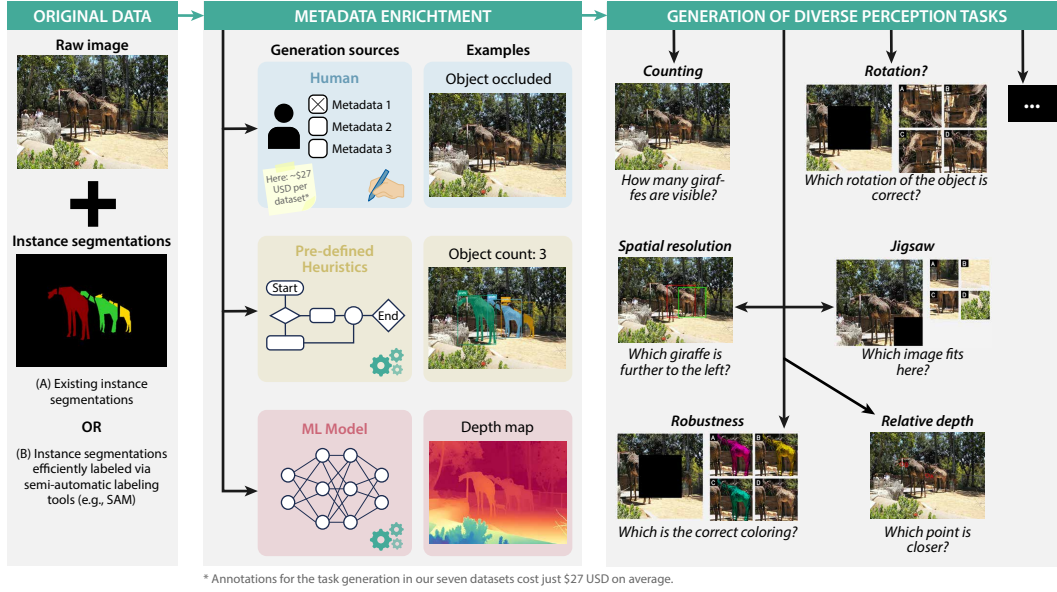 ORIGINAL DATA
METADATA ENRICHTMENT
GENERATION OF DIVERSE PERCEPTION TASKS
Raw image
Instance segmentations
(A) Existing instance
segmentations
OR
(B) Instance segmentations
efficiently labeled via
semi-automatic labeling
tools (e.g., SAM)
Generation sources
Examples
Human
Metadata 1
Metadata 2
Metadata 3
Here: ~$27
USD per
dataset*
Object occluded
Pre-defined
Heuristics
Start
End
Object count: 3
ML Model
Depth map
Counting
How many giraf-
fes are visible?
Rotation?
A
B
C
D
Which rotation of the object is
correct?
...
Spatial resolution
Which giraffe is
further to the left?
Jigsaw
A
B
C
D
Which image fits
here?
Robustness
A
B
C
D
Which is the correct coloring?
Relative depth
Which point is
closer?
* Annotations for the task generation in our seven datasets cost just $27 USD on average.